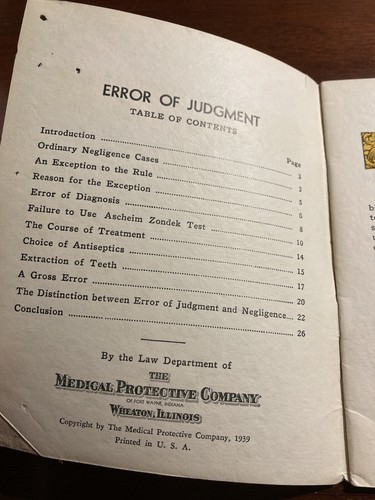 ERROR OF JUDGMENT
TABLE OF CONTENTS
Page
Introduction 3
Ordinary Negligence Cases 3
An Exception to the Rule 5
Reason for the Exception 6
Error of Diagnosis 8
Failure to Use Ascheim Zondek Test 10
The Course of Treatment 14
Choice of Antiseptics 15
Extraction of Teeth 17
A Gross Error 20
The Distinction between Error of Judgment and Negligence... 22
Conclusion 26
By the Law Department of
THE
MEDICAL PROTECTIVE COMPANY
OF FORT WAYNE, INDIANA
WHEATON, ILLINOIS
Copyright by The Medical Protective Company, 1939
Printed in U. S. A.